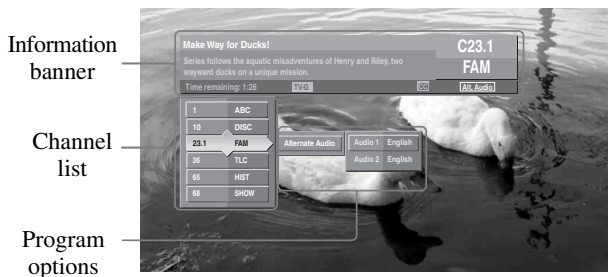 Information
banner
Make Way for Ducks!
C23.1
Series follows the aquatic misadventures of Henry and Riley, two
wayward ducks on a unique mission.
FAM
Time remaining: 1:26 TV-G CC Alt. Audio
Channel
list
1 ABC
10 DISC
23.1 FAM Alternate Audio Audio 1 English
36 TLC Audio 2 English
65 HIST
68 SHOW
Program
options